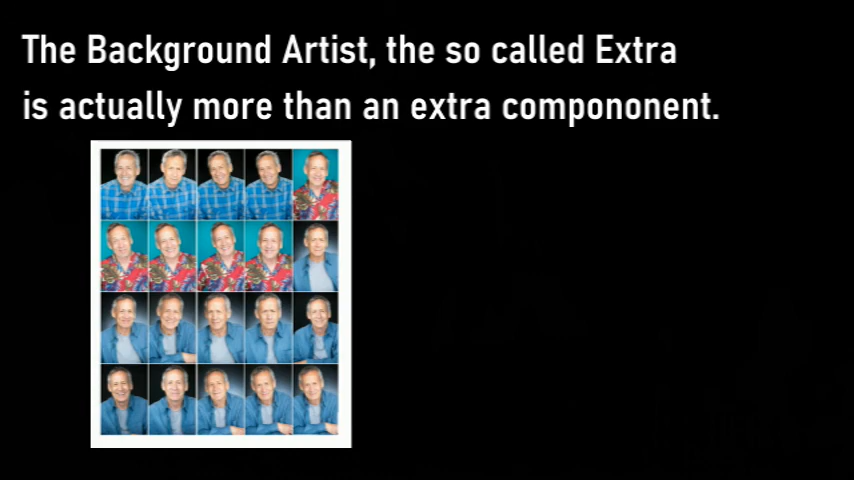 The Background Artist, the so called Extra
is actually more than an extra compononent.